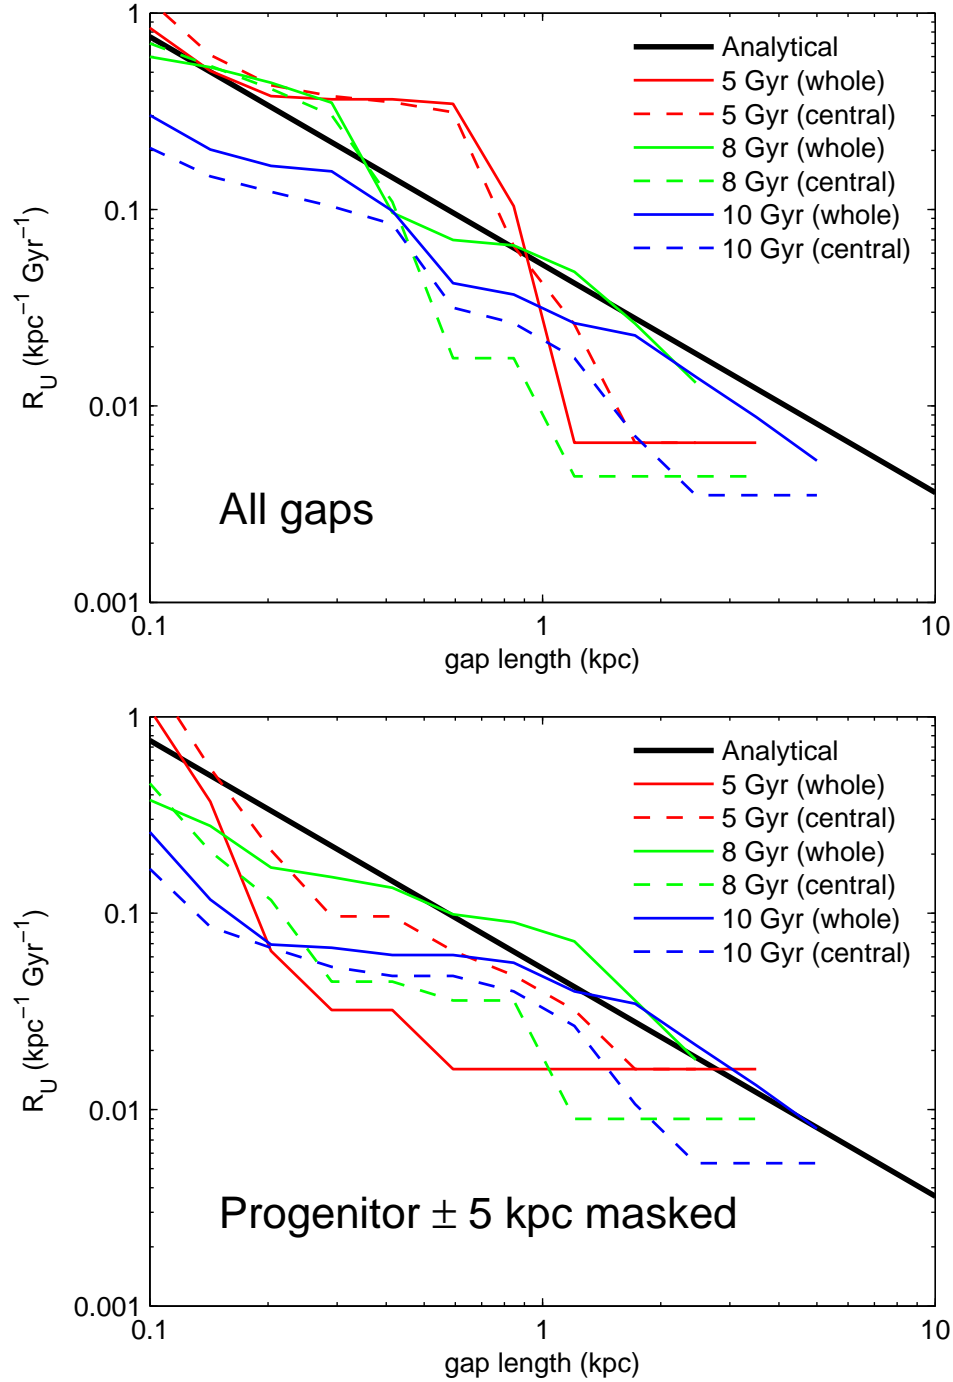 1
0.1
0.01
0.001
0.1
1
10
R_U (kpc⁻¹ Gyr⁻¹)
gap length (kpc)
Analytical
5 Gyr (whole)
5 Gyr (central)
8 Gyr (whole)
8 Gyr (central)
10 Gyr (whole)
10 Gyr (central)
All gaps
1
0.1
0.01
0.001
0.1
1
10
R_U (kpc⁻¹ Gyr⁻¹)
gap length (kpc)
Analytical
5 Gyr (whole)
5 Gyr (central)
8 Gyr (whole)
8 Gyr (central)
10 Gyr (whole)
10 Gyr (central)
Progenitor ± 5 kpc masked